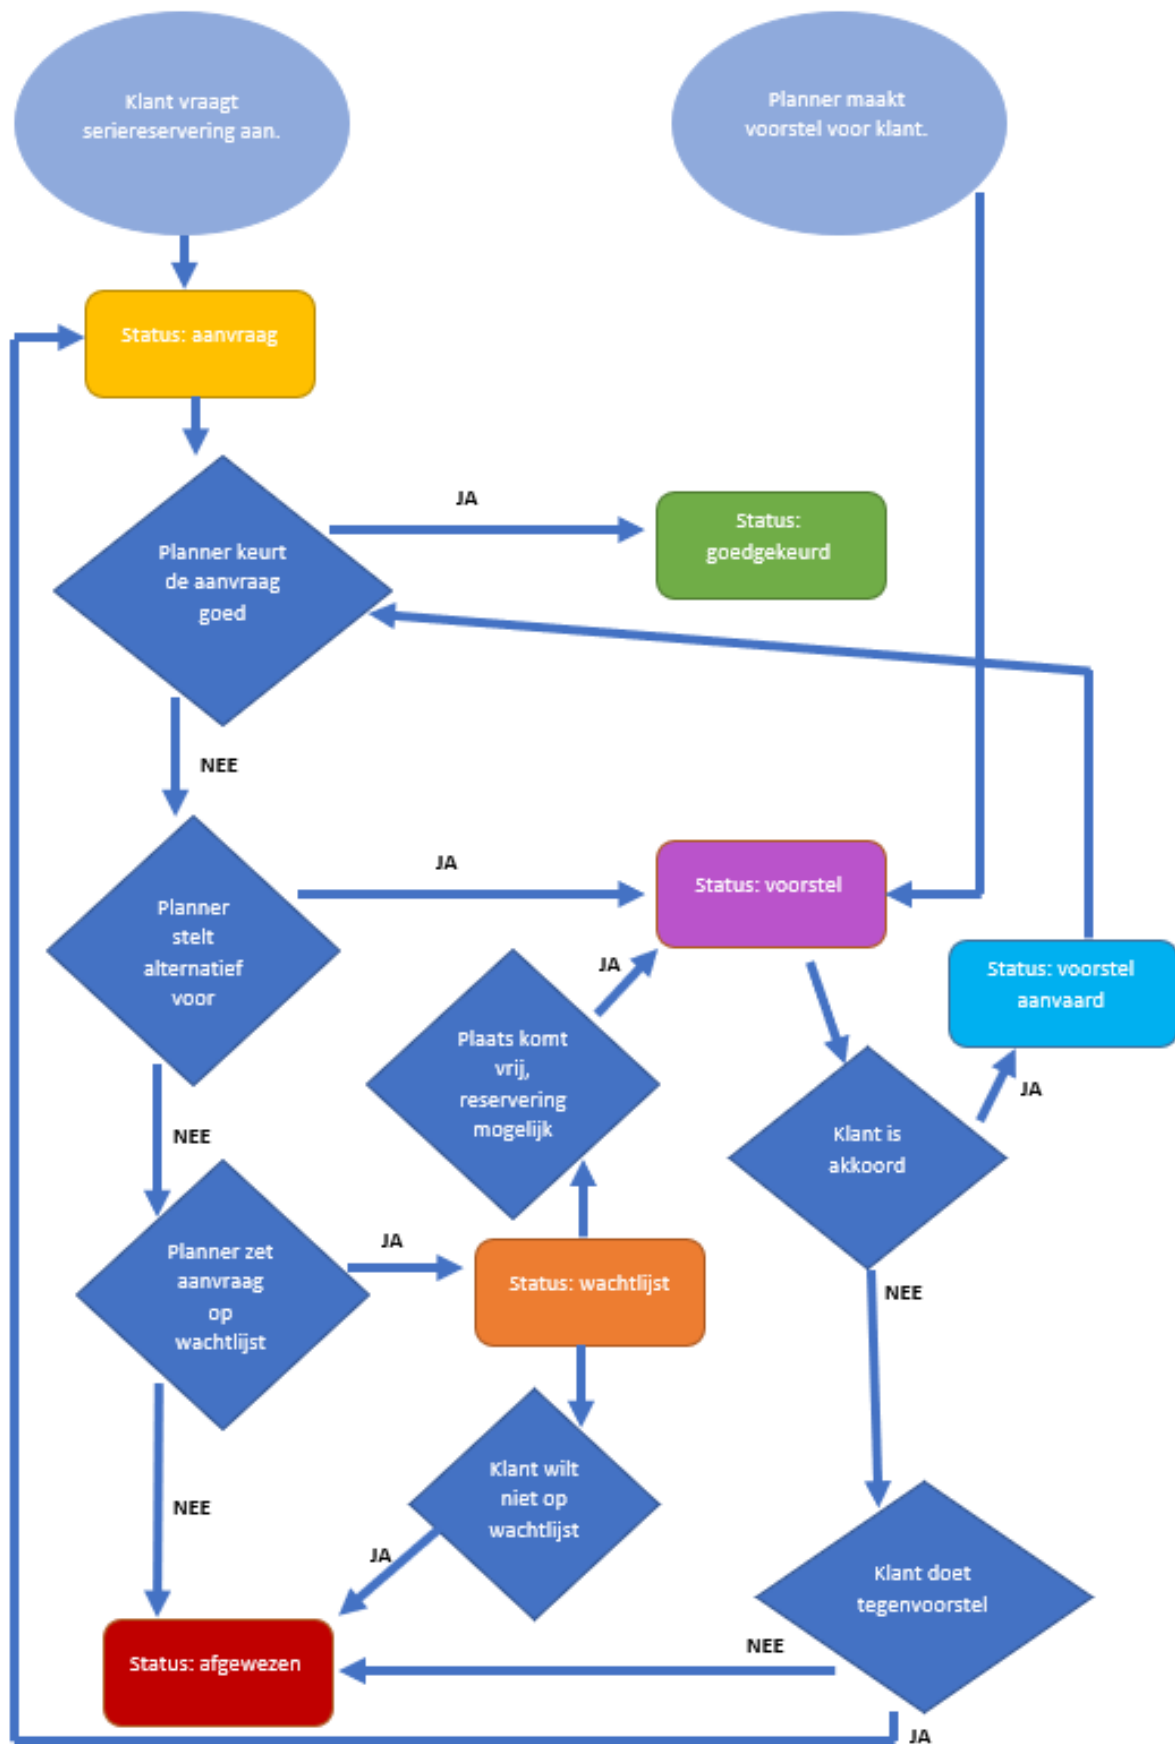 Klant vraagt
seriereservering aan.
Planner maakt
voorstel voor klant.
Status: aanvraag
JA
Status:
goedgekeurd
Planner keurt
de aanvraag
goed
NEE
JA
Status: voorstel
Planner
stelt
alternatief
voor
JA
Status: voorstel
aanvaard
Plaats komt
vrij,
reservering
mogelijk
JA
NEE
Klant is
akkoord
JA
Planner zet
aanvraag
op
wachtlijst
Status: wachtlijst
NEE
Klant wilt
niet op
wachtlijst
NEE
JA
Klant doet
tegenvoorstel
NEE
Status: afgewezen
JA